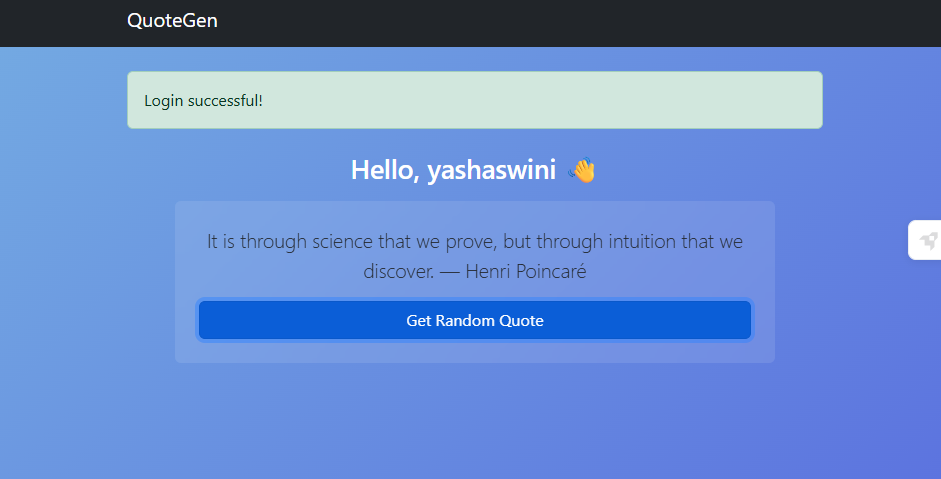 QuoteGen
Login successful!
Hello, yashaswini 👋
It is through science that we prove, but through intuition that we
discover. — Henri Poincaré
Get Random Quote